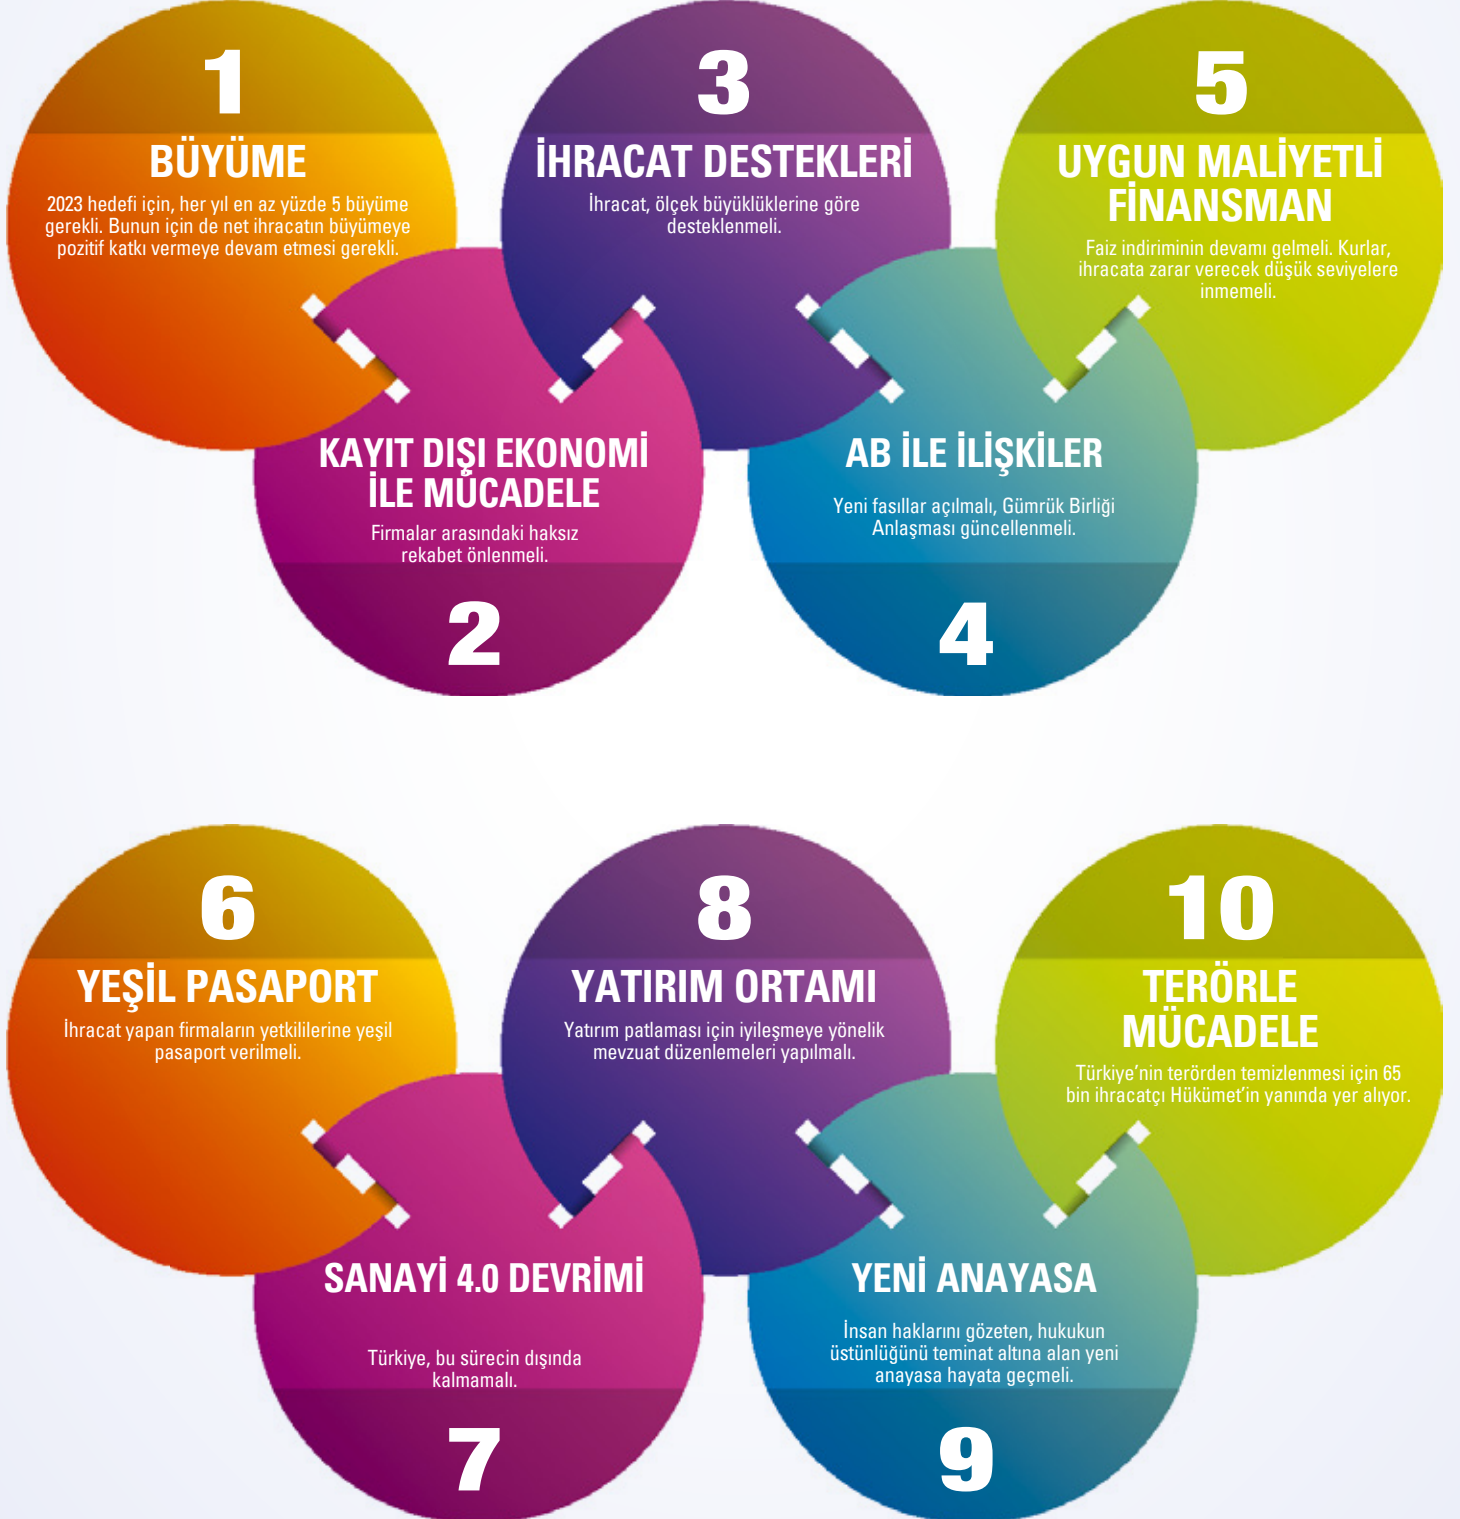 1
BÜYÜME
2023 hedefi için, her yıl en az yüzde 5 büyüme
gerekli. Bunun için de net ihracatın büyümeye
pozitif katkı vermeye devam etmesi gerekli.
KAYIT DIŞI EKONOMİ
İLE MÜCADELE
Firmalar arasındaki haksız
rekabet önlenmeli.
2
3
İHRACAT DESTEKLERİ
İhracat, ölçek büyüklüklerine göre
desteklenmeli.
AB İLE İLİŞKİLER
Yeni fasıllar açılmalı, Gümrük Birliği
Anlaşması güncellenmeli.
4
5
UYGUN MALİYETLİ
FİNANSMAN
Faiz indiriminin devamı gelmeli. Kurlar,
ihracata zarar verecek düşük seviyelere
inmemeli.
6
YEŞİL PASAPORT
İhracat yapan firmaların yetkililerine yeşil
pasaport verilmeli.
SANAYİ 4.0 DEVRİMİ
Türkiye, bu sürecin dışında
kalmamalı.
7
8
YATIRIM ORTAMI
Yatırım patlaması için iyileşmeye yönelik
mevzuat düzenlemeleri yapılmalı.
YENİ ANAYASA
İnsan haklarını gözeten, hukukun
üstünlüğünü teminat altına alan yeni
anayasa hayata geçmeli.
9
10
TERÖRLE
MÜCADELE
Türkiye’nin terörden temizlenmesi için 65
bin ihracatçı Hükümet’in yanında yer alıyor.